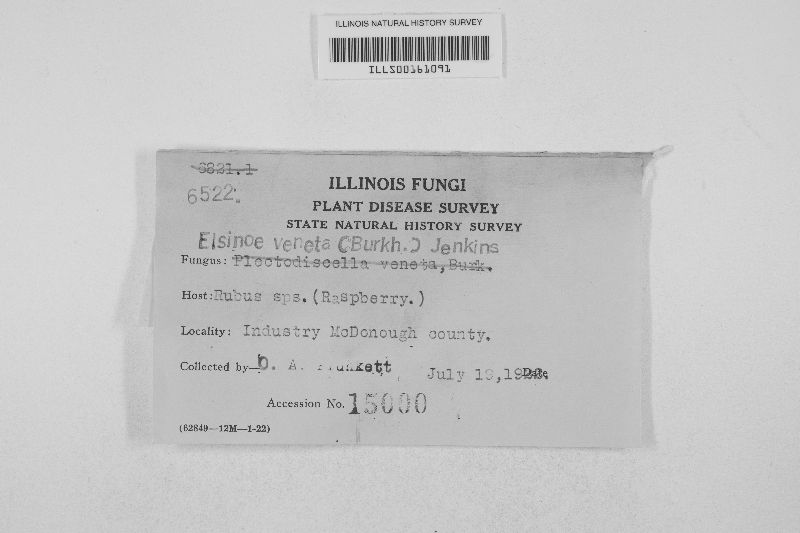 ILLINOIS NATURAL HISTORY SURVEY
ILLS00161091
6821.1
6522.
ILLINOIS FUNGI
PLANT DISEASE SURVEY
STATE NATURAL HISTORY SURVEY
Elsinoe veneta (Burkh.) Jenkins
Fungus: Plectodiscella veneta, Burk.
Host: Rubus sps. (Raspberry.)
Locality: Industry McDonough county.
Collected by O. A. July 19, Date
Accession No. 15000
(62849—12M—1-22)